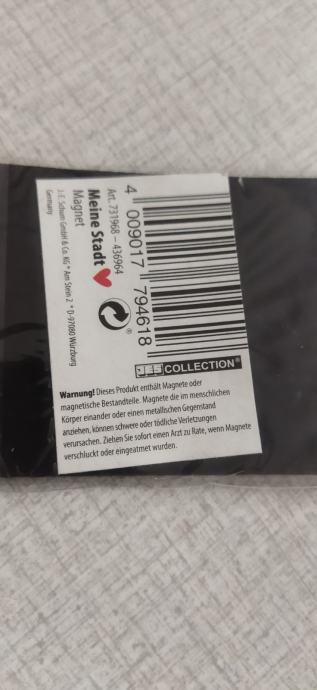 4 009017 794618
Art. 731968 – 436964
Meine Stadt
Magnet
J.-E. Schum GmbH & Co. KG * Am Stein 2 * D-97080 Würzburg
Germany
JES COLLECTION®
Warnung! Dieses Produkt enthält Magnete oder
magnetische Bestandteile. Magnete die im menschlichen
Körper einander oder einen metallischen Gegenstand
anziehen, können schwere oder tödliche Verletzungen
verursachen. Ziehen Sie sofort einen Arzt zu Rate, wenn Magnete
verschluckt oder eingeatmet wurden.